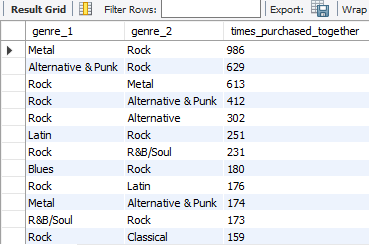 Result Grid Filter Rows: Export: Wrap
genre_1 genre_2 times_purchased_together
Metal Rock 986
Alternative & Punk Rock 629
Rock Metal 613
Rock Alternative & Punk 412
Rock Alternative 302
Latin Rock 251
Rock R&B/Soul 231
Blues Rock 180
Rock Latin 176
Metal Alternative & Punk 174
R&B/Soul Rock 173
Rock Classical 159